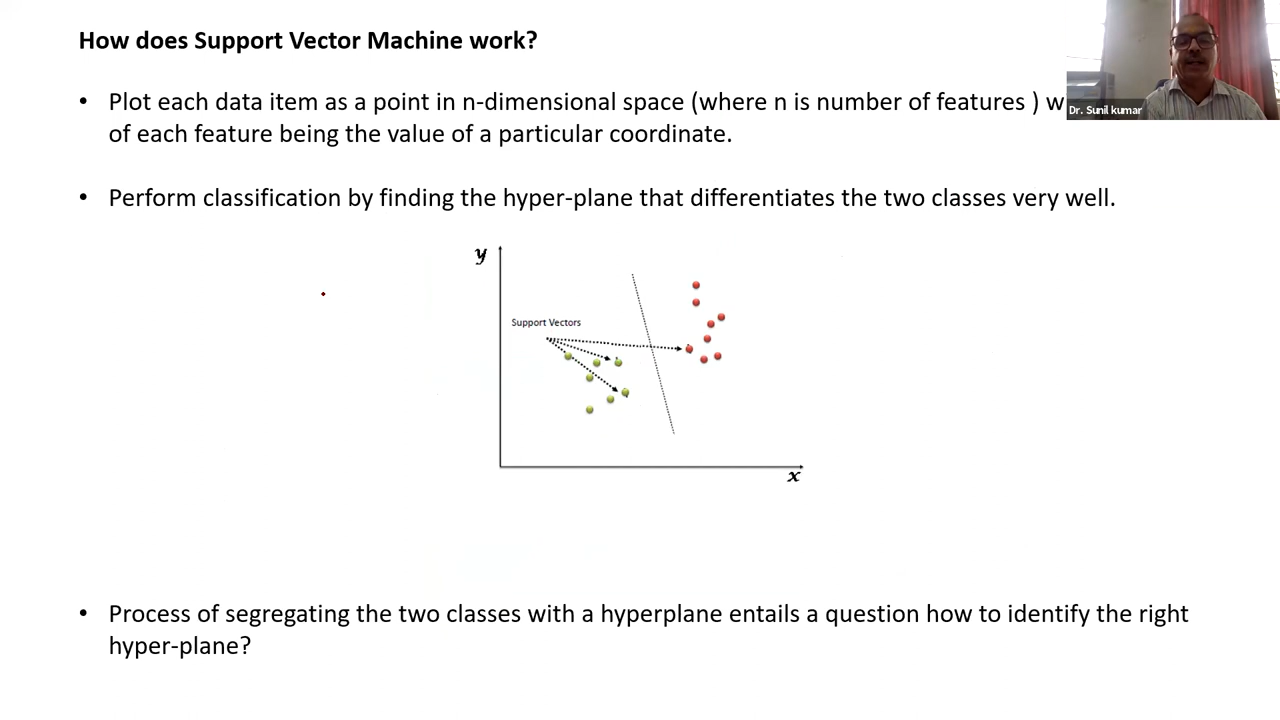 How does Support Vector Machine work?
• Plot each data item as a point in n-dimensional space (where n is number of features ) w
of each feature being the value of a particular coordinate.
• Perform classification by finding the hyper-plane that differentiates the two classes very well.
y
Support Vectors
x
• Process of segregating the two classes with a hyperplane entails a question how to identify the right
hyper-plane?
Dr. Sunil kumar